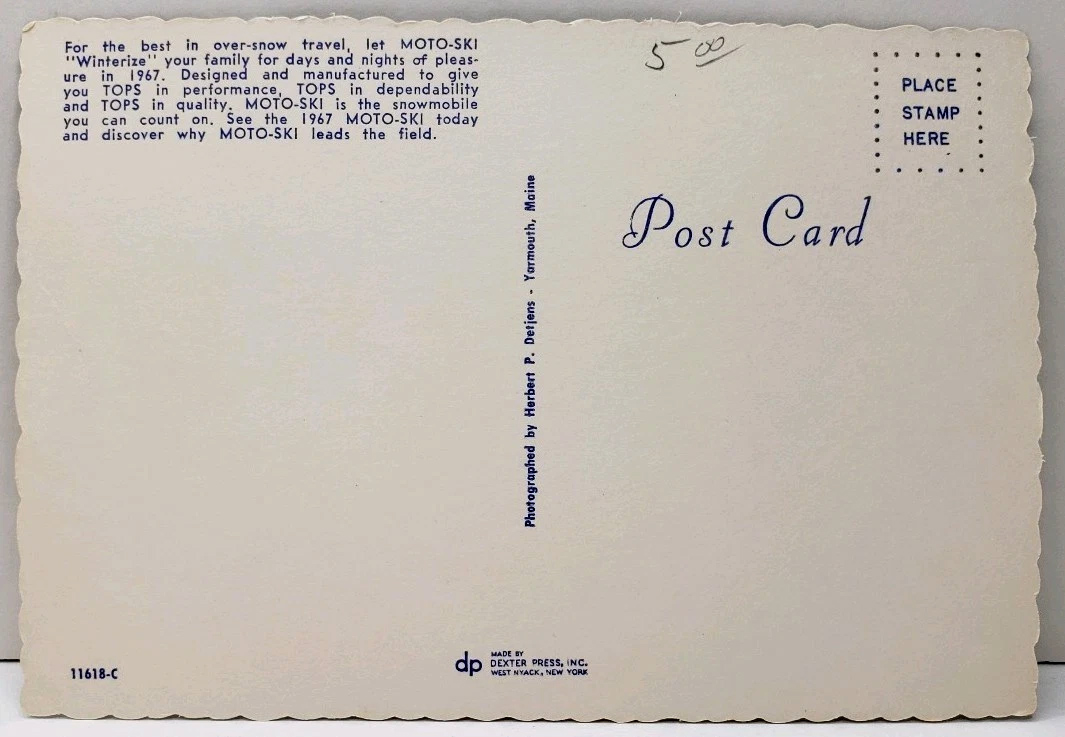 For the best in over-snow travel, let MOTO-SKI
"Winterize" your family for days and nights of pleas-
ure in 1967. Designed and manufactured to give
you TOPS in performance, TOPS in dependability
and TOPS in quality. MOTO-SKI is the snowmobile
you can count on. See the 1967 MOTO-SKI today
and discover why MOTO-SKI leads the field.
5 00
PLACE
STAMP
HERE
Post Card
Photographed by Herbert P. Detjens - Yarmouth, Maine
11618-C
dp
MADE BY
DEXTER PRESS, INC.
WEST NYACK, NEW YORK